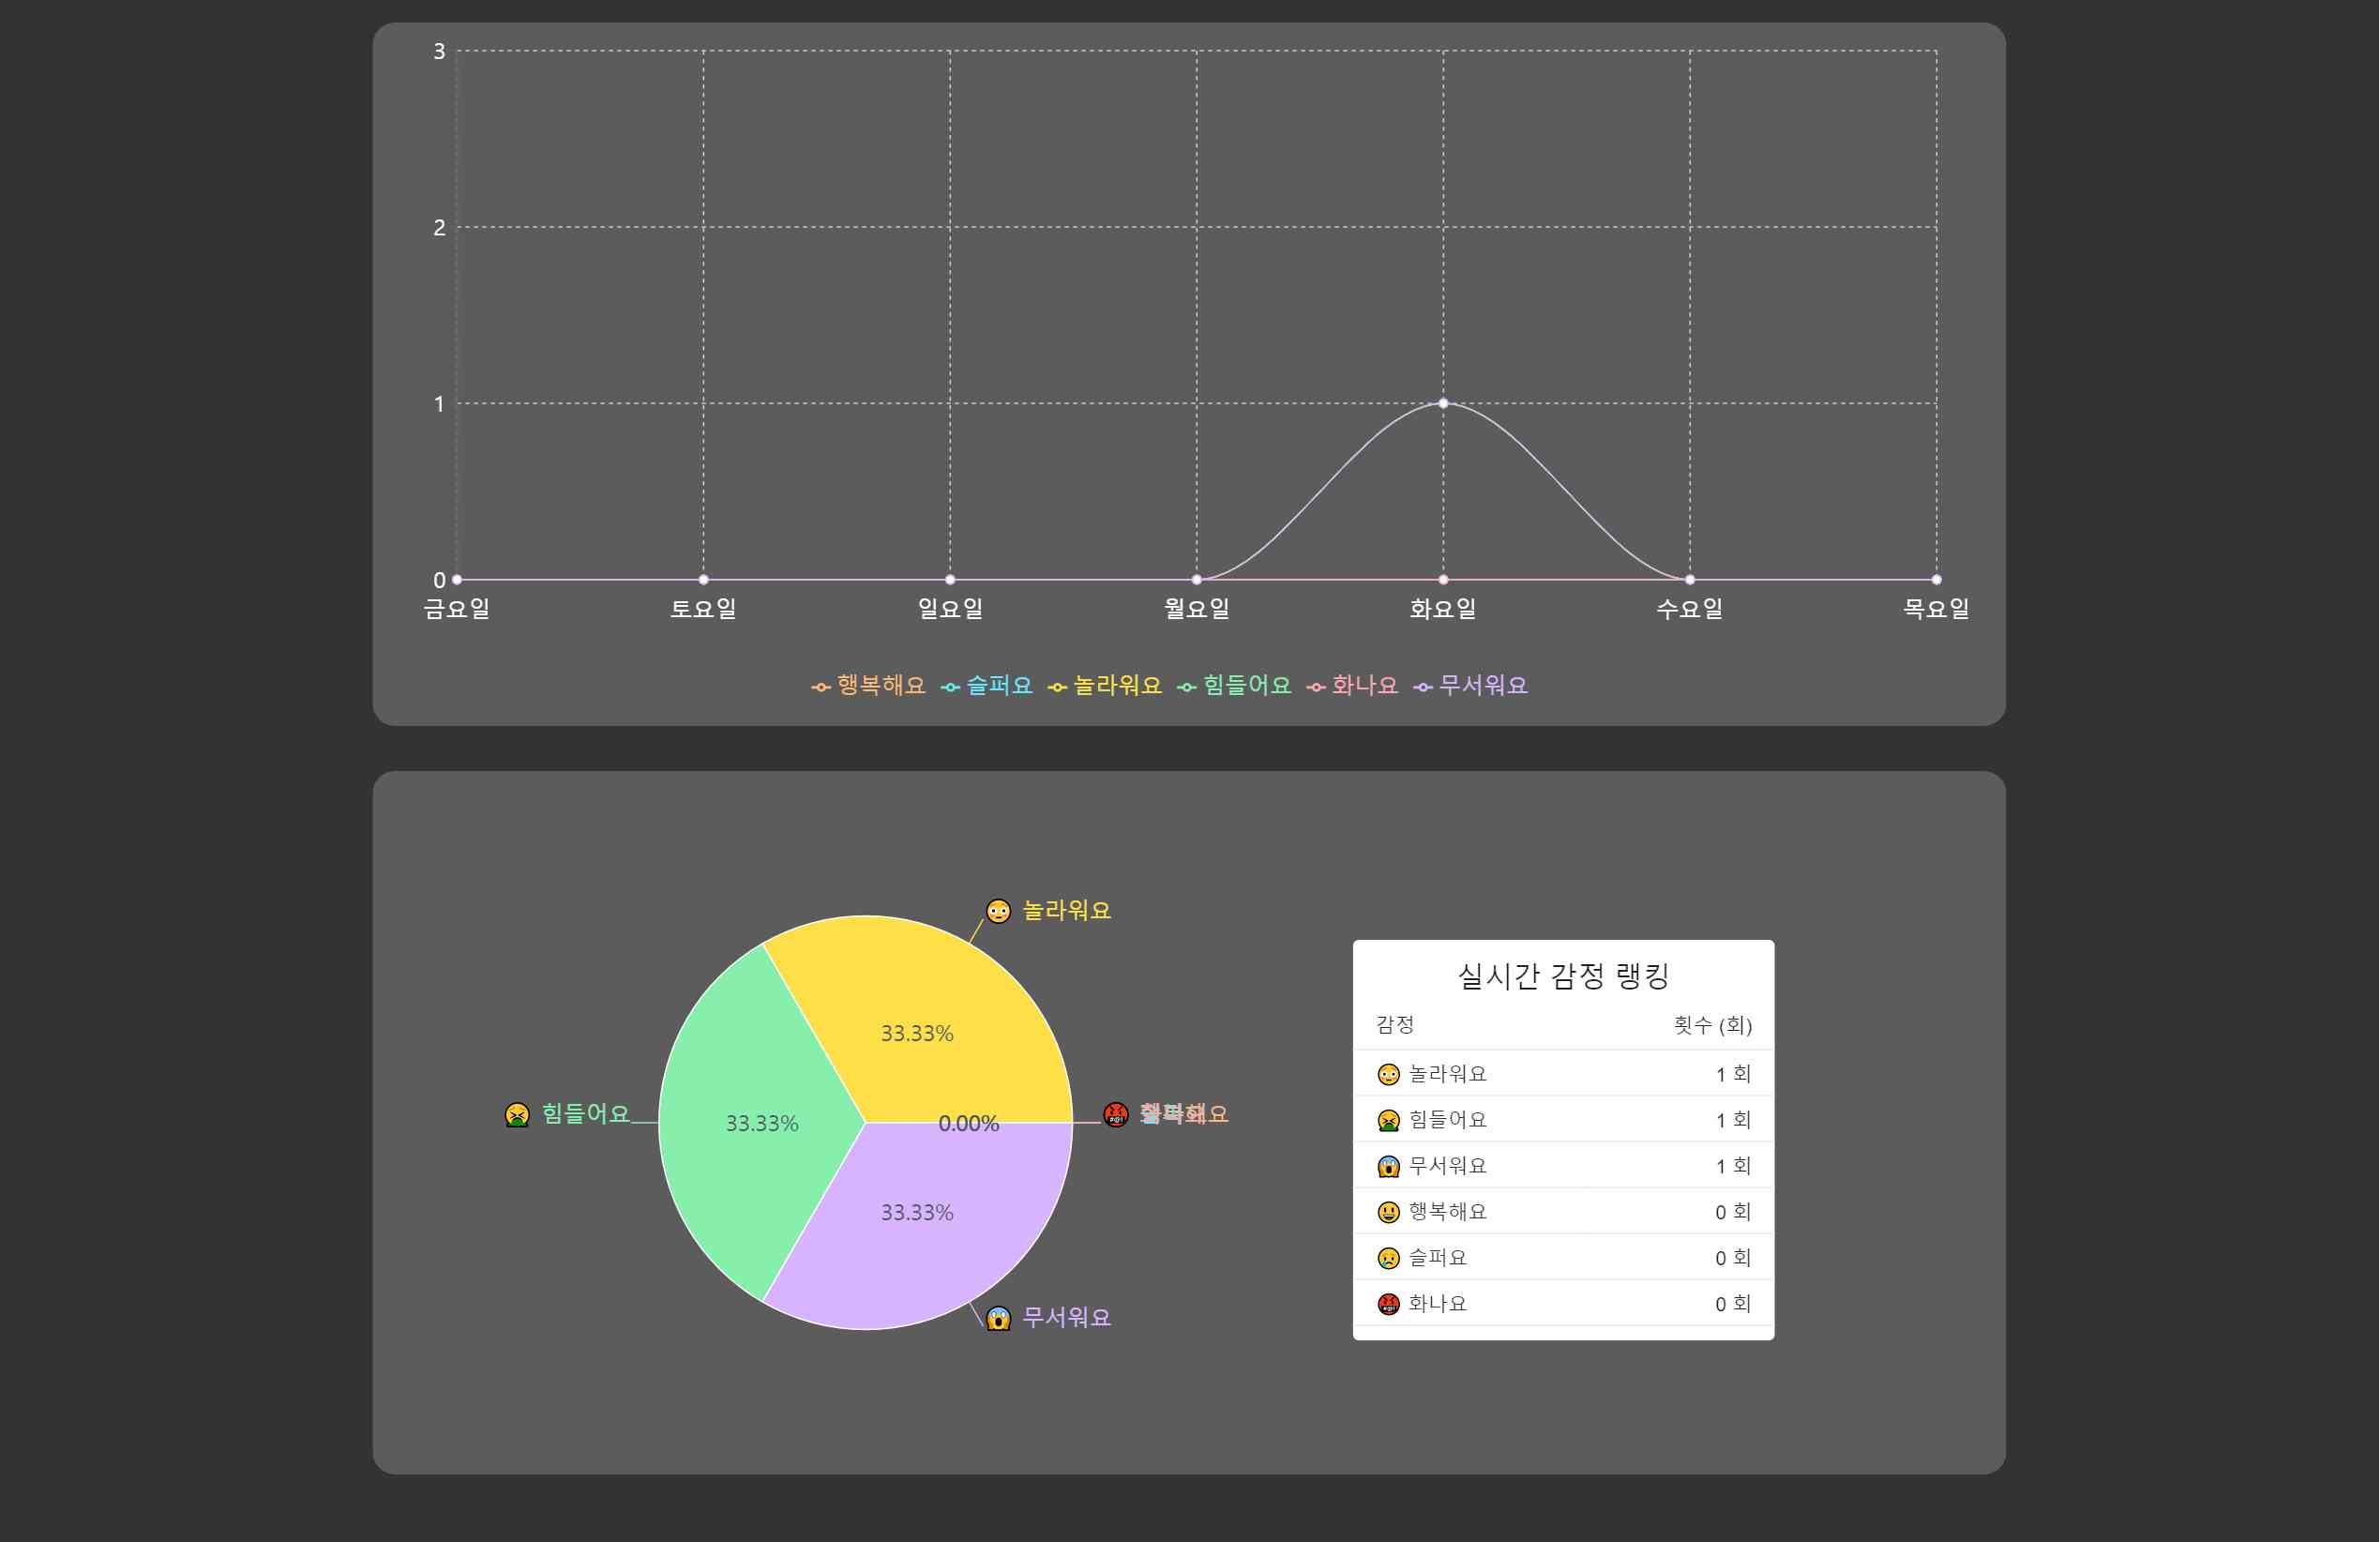 3
2
1
0
금요일 토요일 일요일 월요일 화요일 수요일 목요일
행복해요 슬퍼요 놀라워요 힘들어요 화나요 무서워요
😳 놀라워요
33.33%
🤮 힘들어요
33.33%
0.00%
33.33%
😱 무서워요
실시간 감정 랭킹
감정 횟수 (회)
😳 놀라워요 1 회
🤮 힘들어요 1 회
😱 무서워요 1 회
😀 행복해요 0 회
😢 슬퍼요 0 회
🤬 화나요 0 회